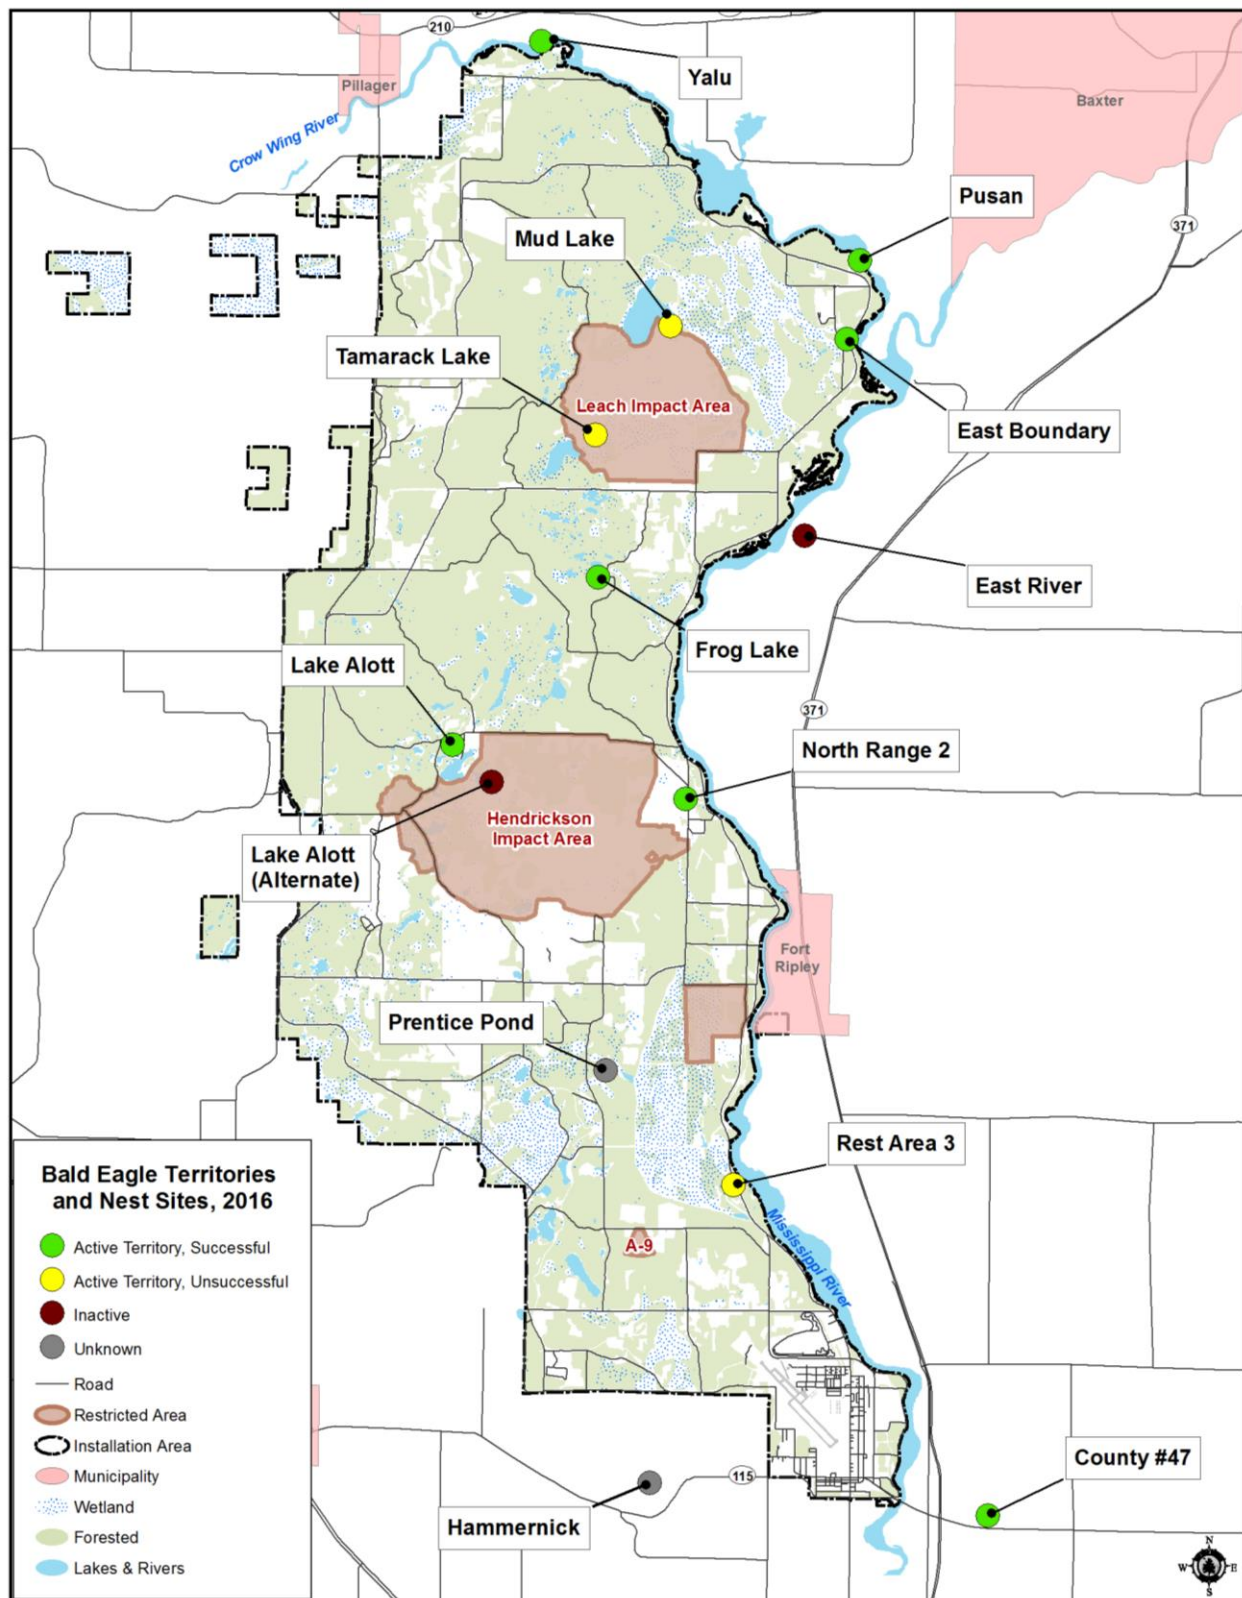 210
Yalu
Pillager
Baxter
Crow Wing River
Pusan
371
Mud Lake
Tamarack Lake
Leach Impact Area
East Boundary
East River
Frog Lake
Lake Alott
371
North Range 2
Hendrickson
Impact Area
Lake Alott
(Alternate)
Fort
Ripley
Prentice Pond
Rest Area 3
Mississippi River
A-9
Bald Eagle Territories
and Nest Sites, 2016
Active Territory, Successful
Active Territory, Unsuccessful
Inactive
Unknown
Road
Restricted Area
Installation Area
Municipality
Wetland
Forested
Lakes & Rivers
115
County #47
Hammernick
N
W
E
S